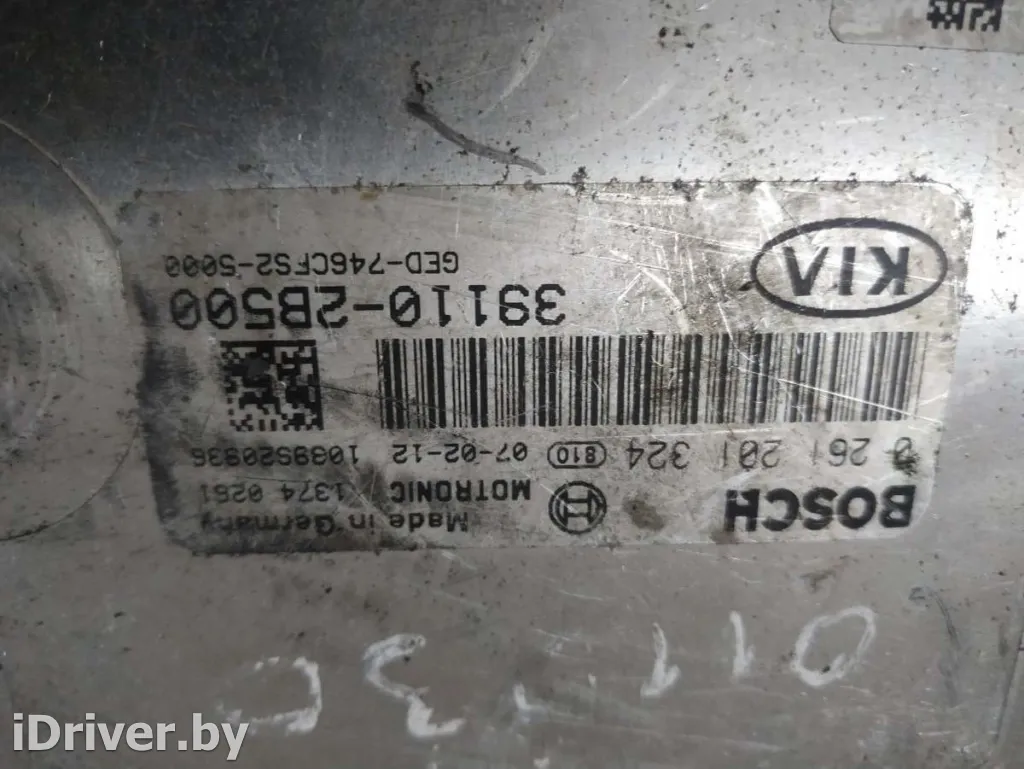 BOSCH
Made in Germany
MOTRONIC 1374 0261
0 261 201 324 810 07-02-12 1039S20936
39110-2B500
KIA
GED-746CFS2-5000
iDriver.by